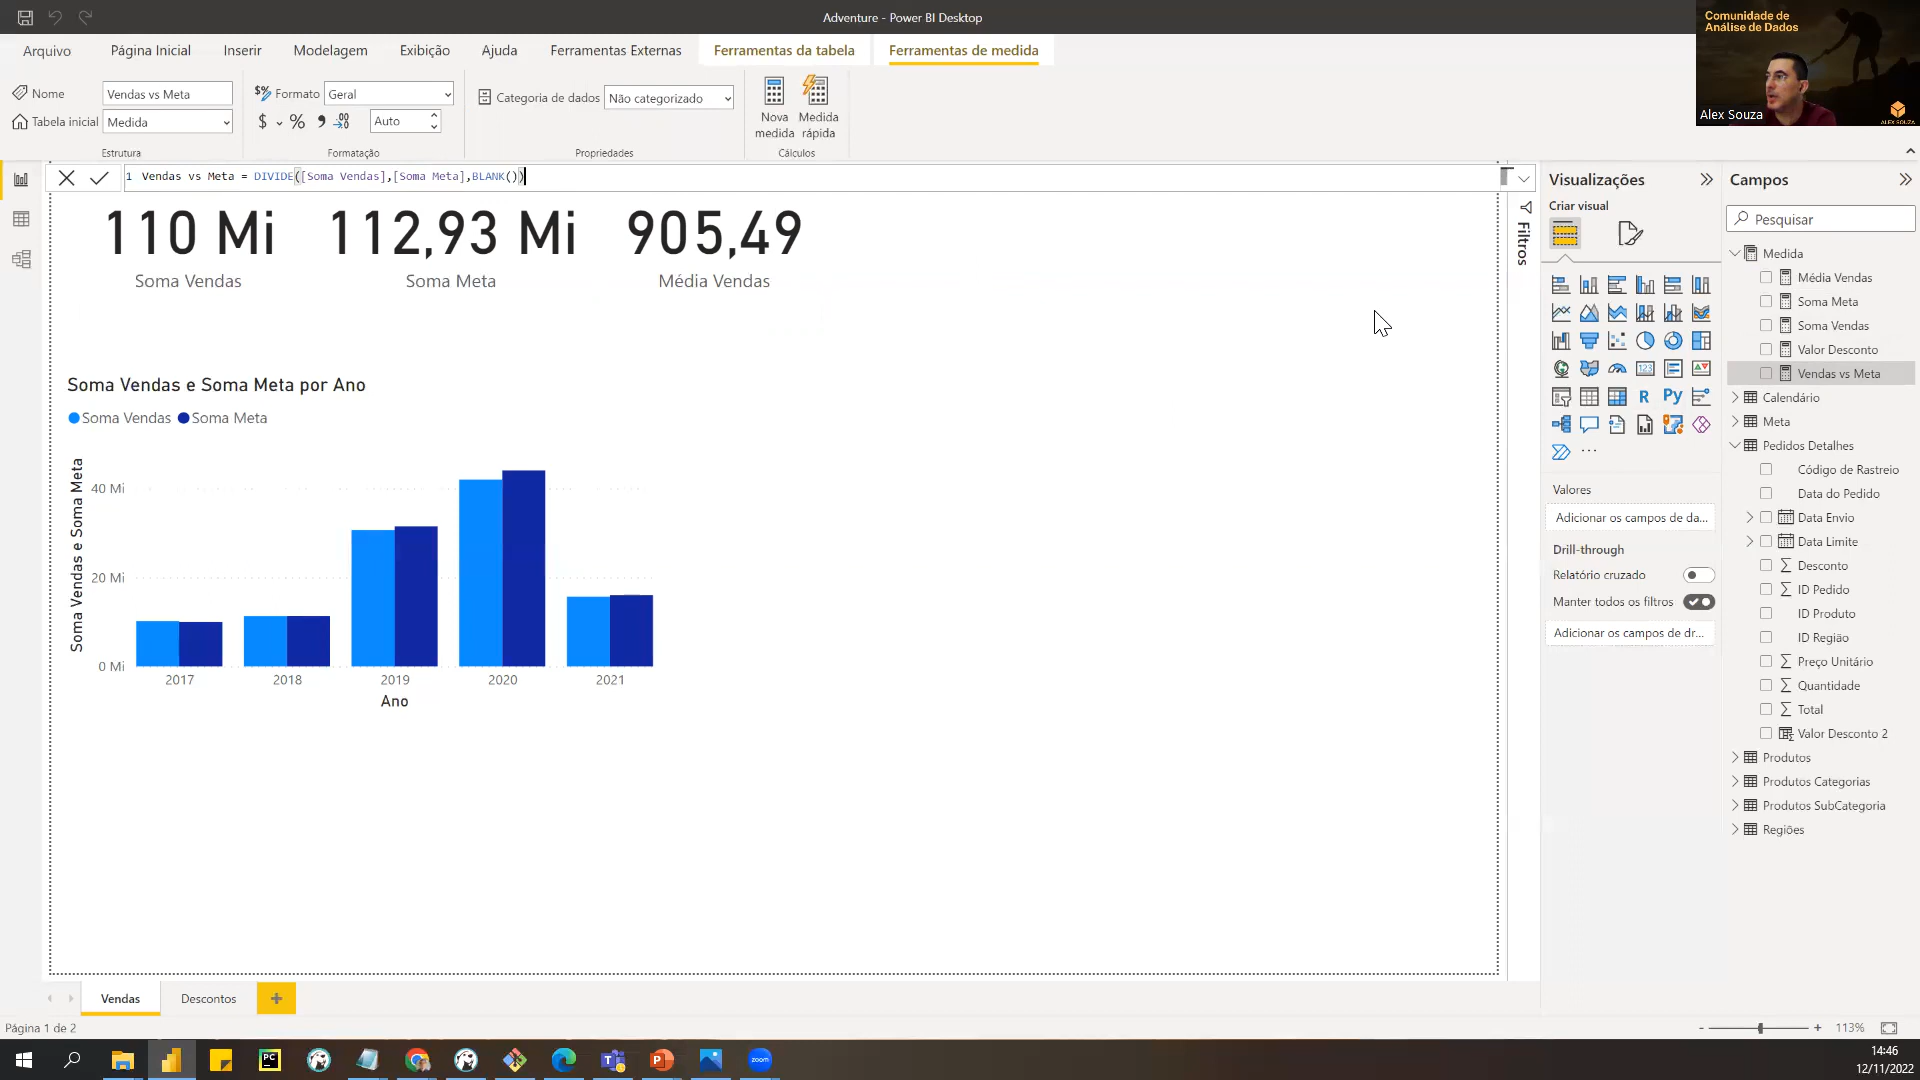 Adventure - Power BI Desktop
Comunidade de
Análise de Dados
Alex Souza
ALEX SOUZA
Arquivo
Página Inicial
Inserir
Modelagem
Exibição
Ajuda
Ferramentas Externas
Ferramentas da tabela
Ferramentas de medida
Nome
Vendas vs Meta
Tabela inicial
Medida
Estrutura
Formato
Geral
$ % 9
Auto
Formatação
Categoria de dados
Não categorizado
Propriedades
Nova
medida
Medida
rápida
Cálculos
1 Vendas vs Meta = DIVIDE([Soma Vendas],[Soma Meta],BLANK())
110 Mi
Soma Vendas
112,93 Mi
Soma Meta
905,49
Média Vendas
Soma Vendas e Soma Meta por Ano
Soma Vendas
Soma Meta
Soma Vendas e Soma Meta
40 Mi
20 Mi
0 Mi
2017
2018
2019
2020
2021
Ano
Filtros
Visualizações
Criar visual
123
R
Py
...
Valores
Adicionar os campos de da...
Drill-through
Relatório cruzado
Manter todos os filtros
Adicionar os campos de dr...
Campos
Pesquisar
Medida
Média Vendas
Soma Meta
Soma Vendas
Valor Desconto
Vendas vs Meta
Calendário
Meta
Pedidos Detalhes
Código de Rastreio
Data do Pedido
Data Envio
Data Limite
Desconto
ID Pedido
ID Produto
ID Região
Preço Unitário
Quantidade
Total
Valor Desconto 2
Produtos
Produtos Categorias
Produtos SubCategoria
Regiões
Vendas
Descontos
+
Página 1 de 2
- + 113%
PC
zoom
14:46
12/11/2022